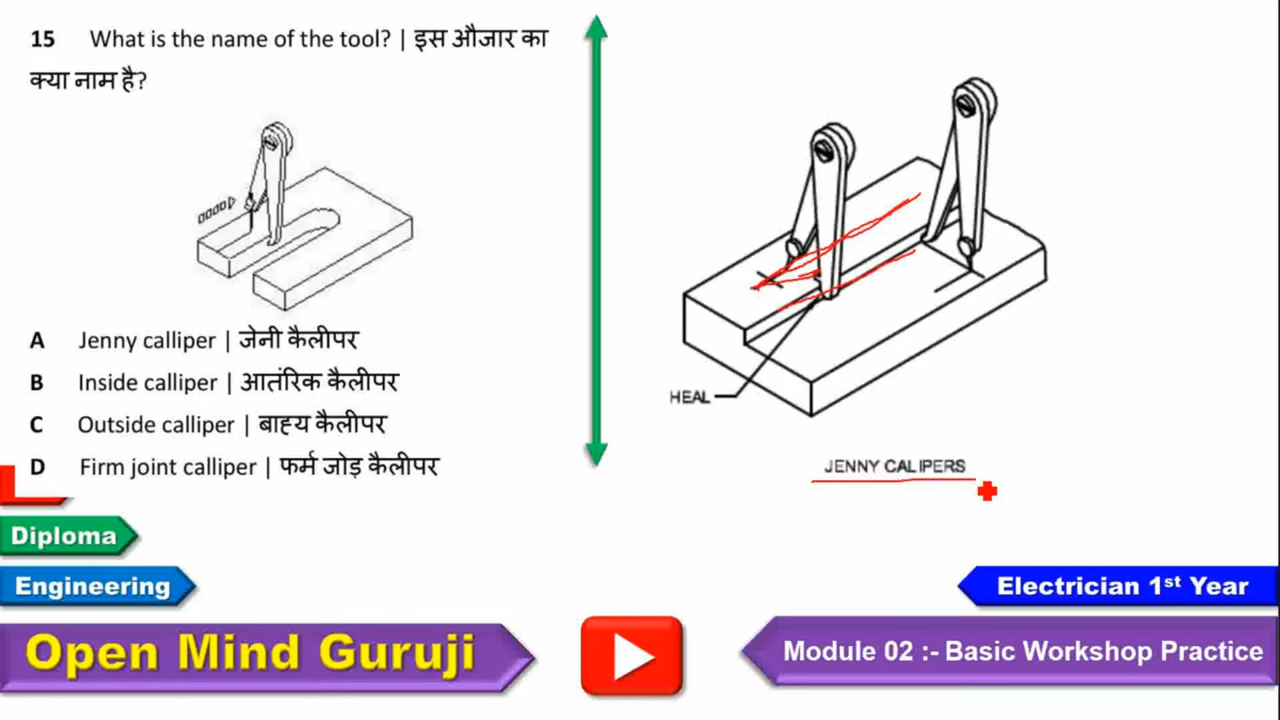 15 What is the name of the tool? | इस औजार का
क्या नाम है?
A Jenny calliper | जेनी कैलीपर
B Inside calliper | आतंरिक कैलीपर
C Outside calliper | बाह्य कैलीपर
D Firm joint calliper | फर्म जोड़ कैलीपर
HEAL
JENNY CALIPERS
Diploma
Engineering
Open Mind Guruji
Electrician 1st Year
Module 02 :- Basic Workshop Practice